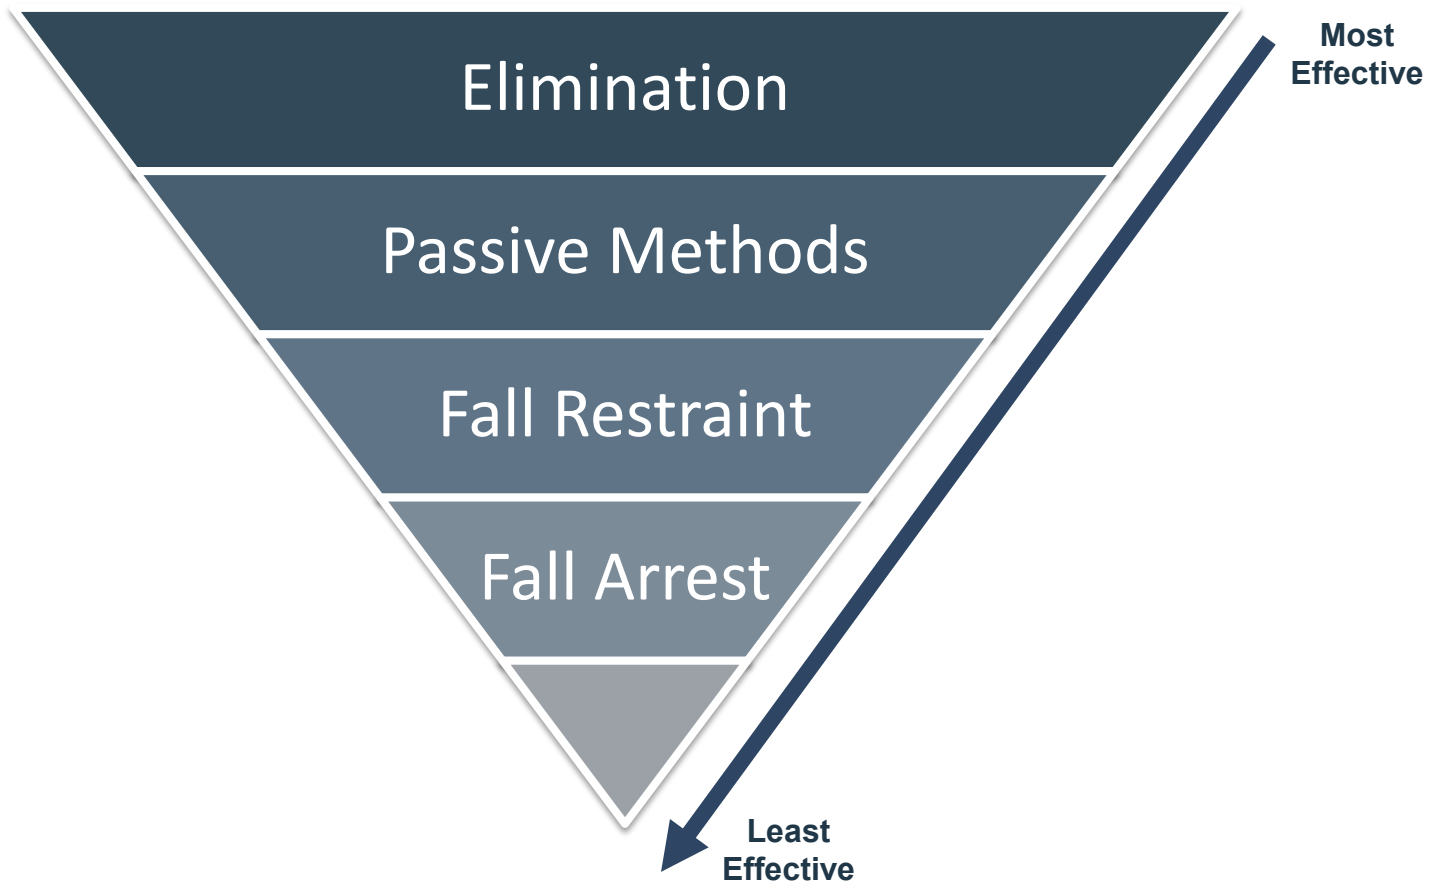 Most
Effective
Elimination
Passive Methods
Fall Restraint
Fall Arrest
Least
Effective